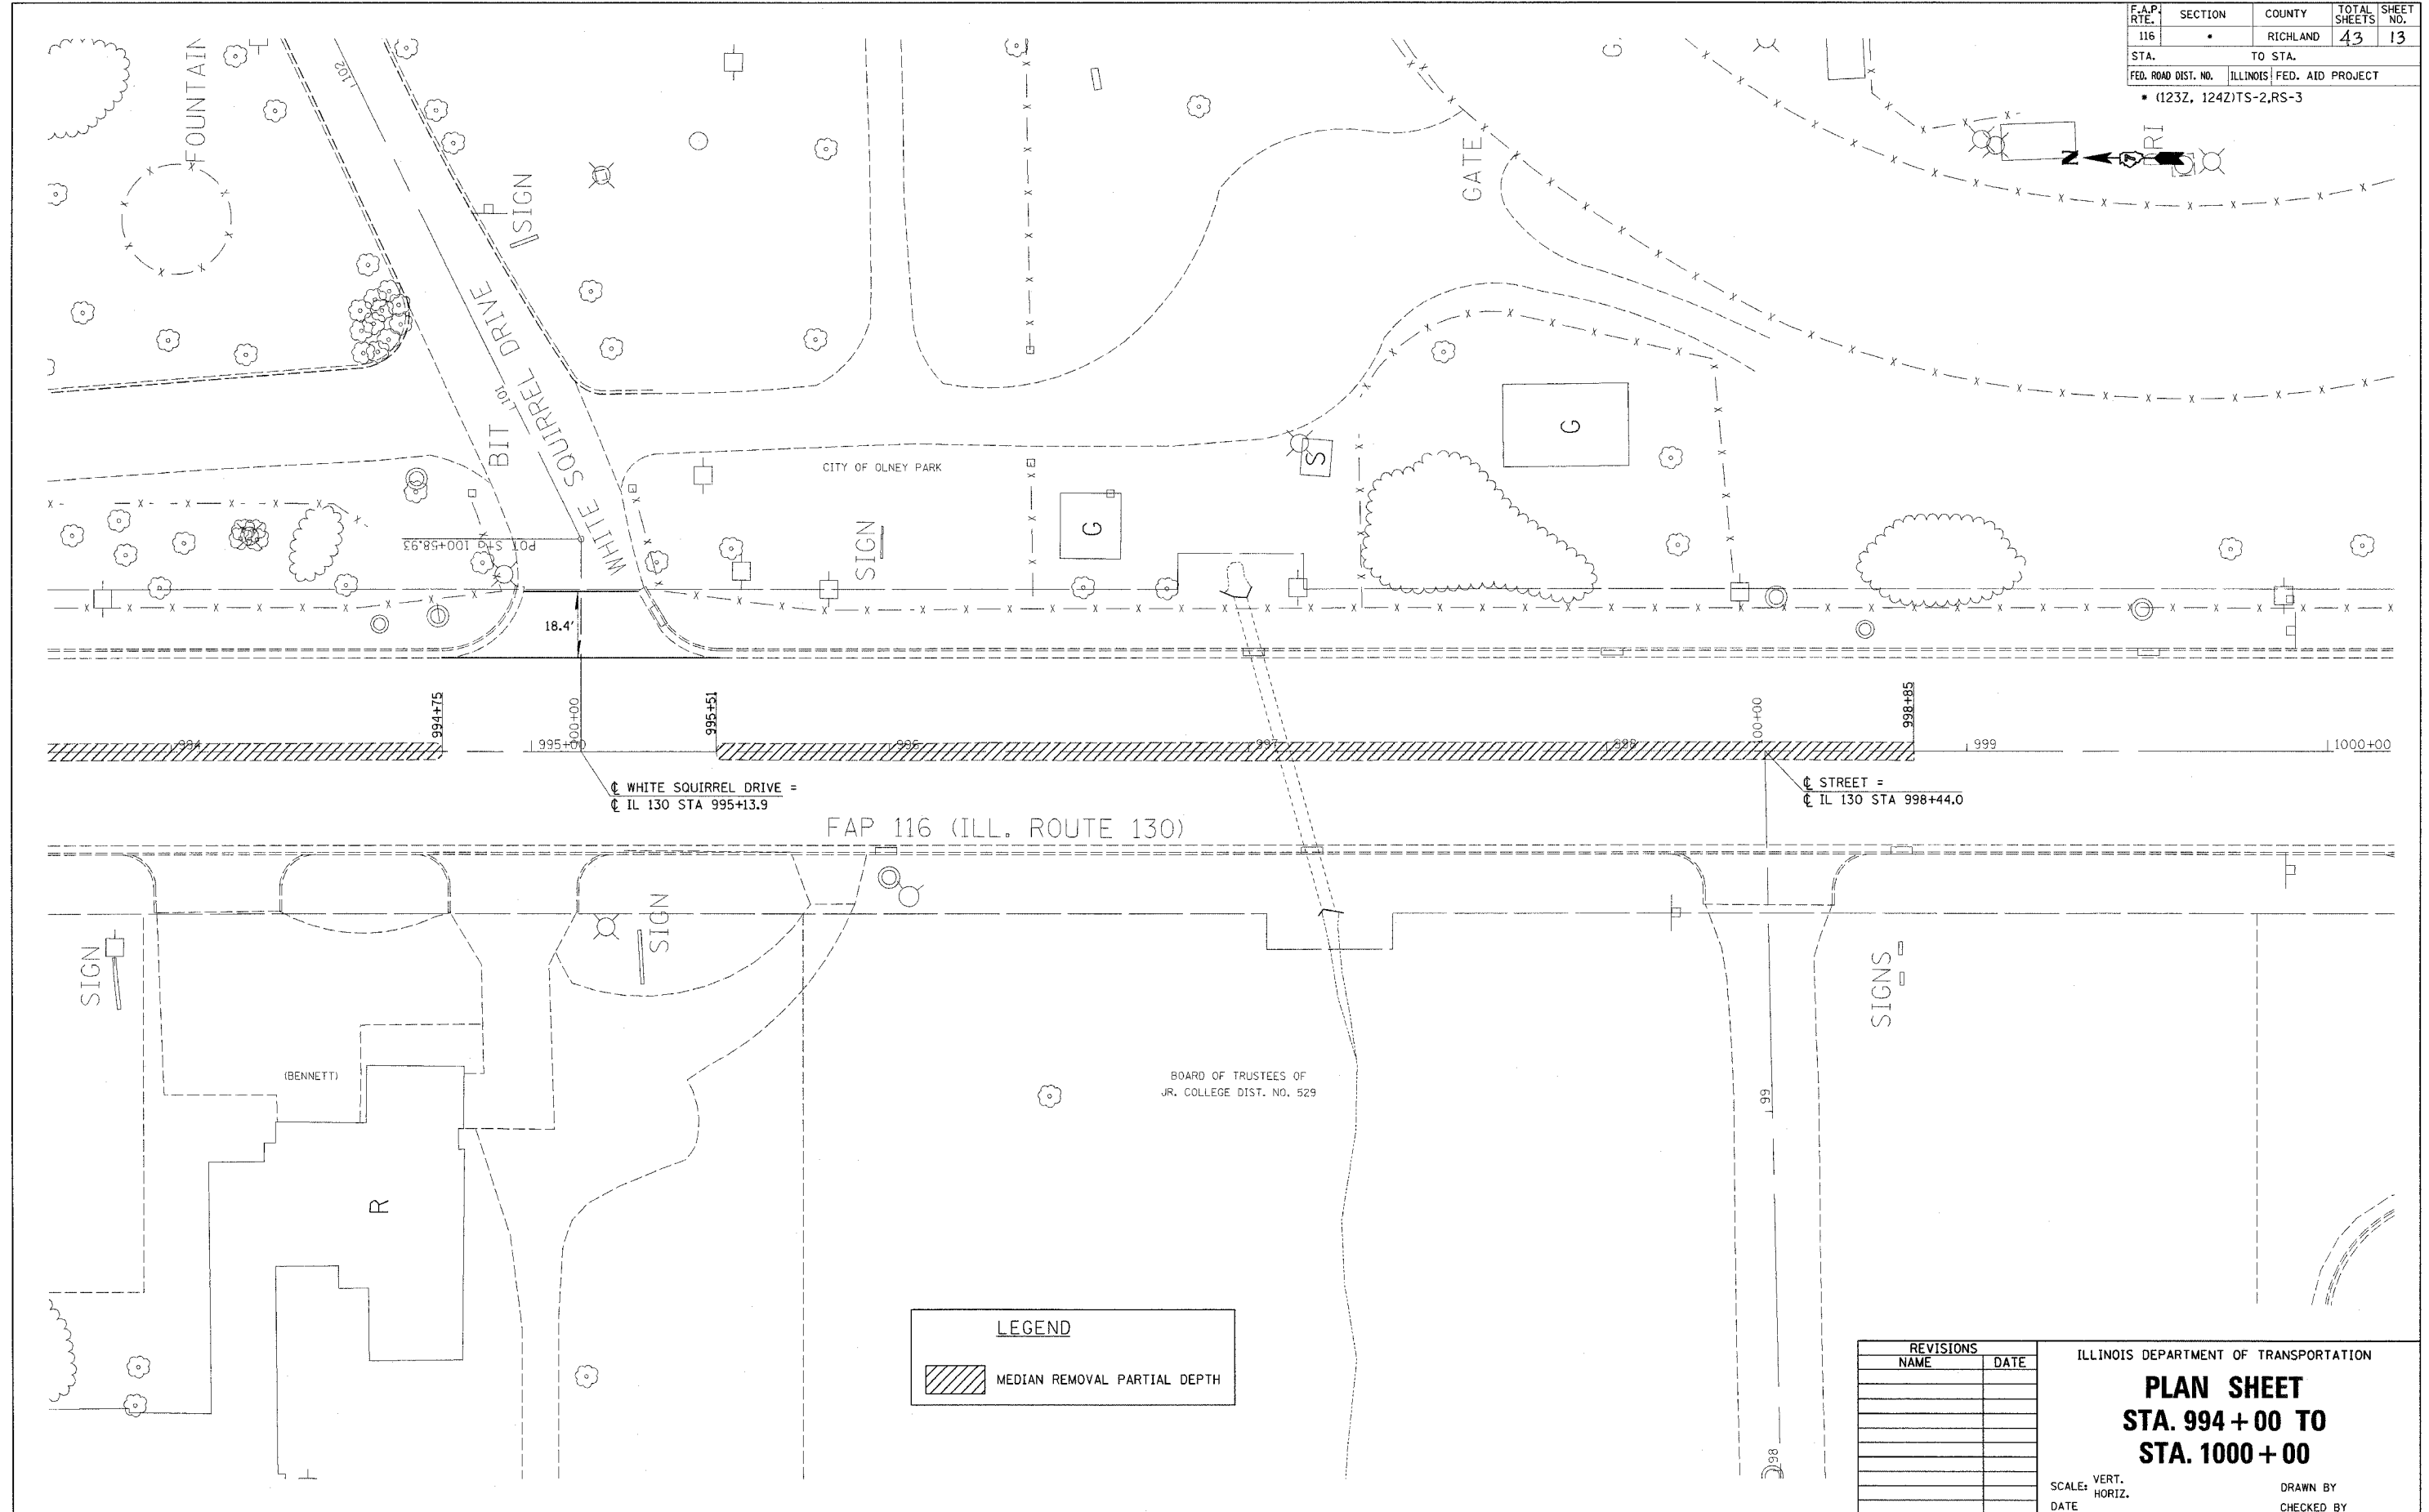 F.A.P. RTE. SECTION COUNTY TOTAL SHEETS SHEET NO.
116 • RICHLAND 43 13
STA. TO STA.
FED. ROAD DIST. NO. ILLINOIS FED. AID PROJECT
• (123Z, 124Z)TS-2,RS-3
N
FOUNTAIN
102
SIGN
GATE
G.
BIT
101
WHITE SQUIRREL DRIVE
CITY OF OLNEY PARK
POT Sta 100+58.93
SIGN
G
S
G
18.4'
994+75
995+51
100+00
998+85
994
995+00
996
997
998
999
1000+00
℄ WHITE SQUIRREL DRIVE =
℄ IL 130 STA 995+13.9
℄ STREET =
℄ IL 130 STA 998+44.0
FAP 116 (ILL. ROUTE 130)
SIGN
SIGN
SIGNS
(BENNETT)
BOARD OF TRUSTEES OF
JR. COLLEGE DIST. NO. 529
99
R
98
LEGEND
MEDIAN REMOVAL PARTIAL DEPTH
REVISIONS
NAME DATE
ILLINOIS DEPARTMENT OF TRANSPORTATION
PLAN SHEET
STA. 994+00 TO
STA. 1000+00
SCALE: VERT.
HORIZ.
DRAWN BY
DATE
CHECKED BY